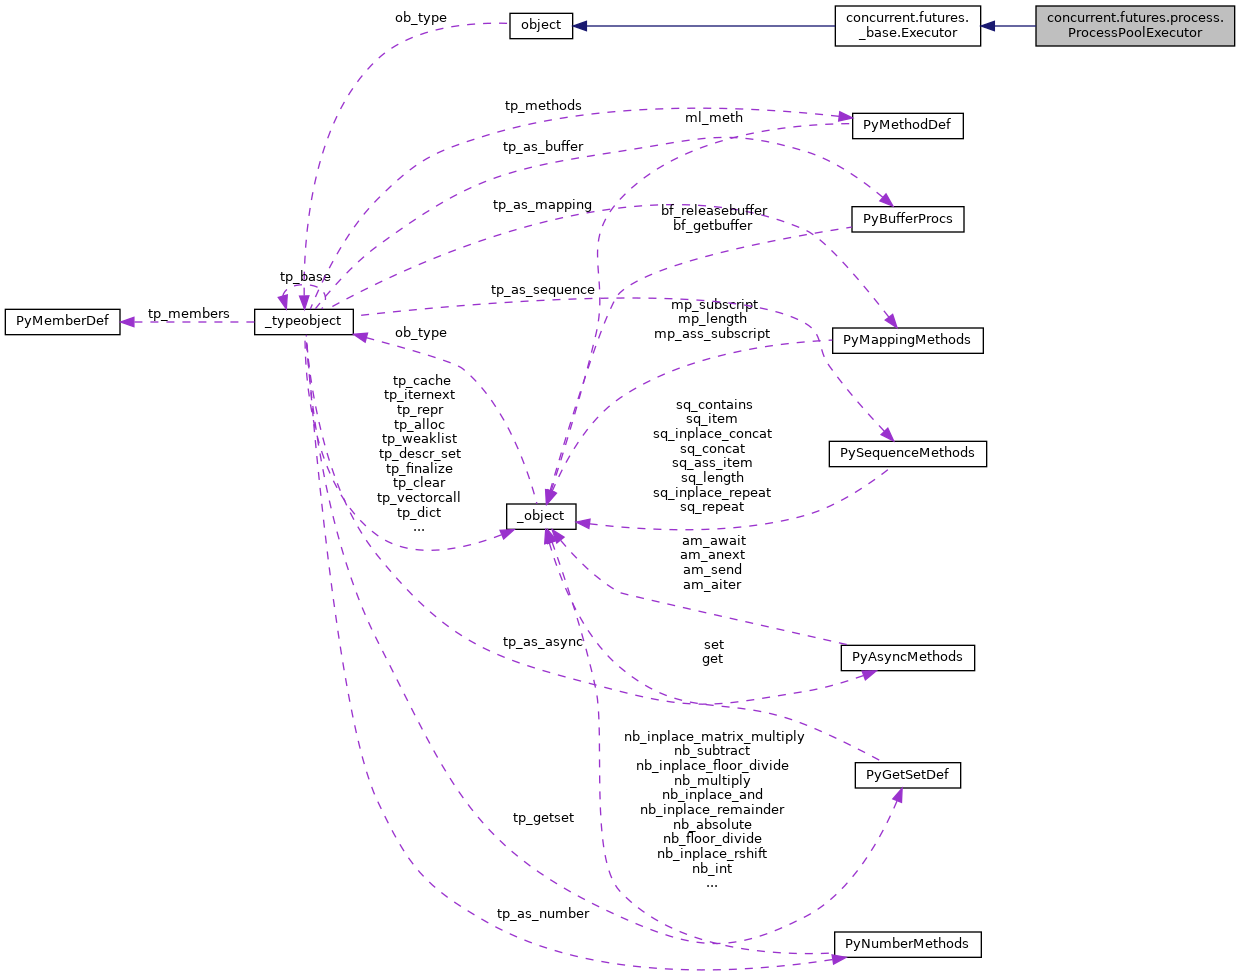 ob_type
object
concurrent.futures.
_base.Executor
concurrent.futures.process.
ProcessPoolExecutor
tp_methods
ml_meth
PyMethodDef
tp_as_buffer
tp_as_mapping
bf_releasebuffer
bf_getbuffer
PyBufferProcs
tp_base
tp_as_sequence
PyMemberDef
tp_members
_typeobject
ob_type
mp_subscript
mp_length
mp_ass_subscript
PyMappingMethods
tp_cache
tp_iternext
tp_repr
tp_alloc
tp_weaklist
tp_descr_set
tp_finalize
tp_clear
tp_vectorcall
tp_dict
...
sq_contains
sq_item
sq_inplace_concat
sq_concat
sq_ass_item
sq_length
sq_inplace_repeat
sq_repeat
PySequenceMethods
_object
am_await
am_anext
am_send
am_aiter
tp_as_async
set
get
PyAsyncMethods
nb_inplace_matrix_multiply
nb_subtract
nb_inplace_floor_divide
nb_multiply
nb_inplace_and
nb_inplace_remainder
nb_absolute
nb_floor_divide
nb_inplace_rshift
nb_int
...
PyGetSetDef
tp_getset
tp_as_number
PyNumberMethods